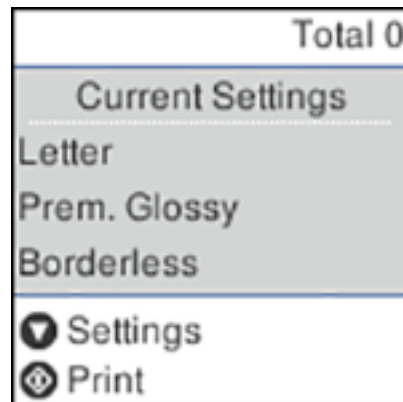 Total 0
Current Settings
Letter
Prem. Glossy
Borderless
Settings
Print